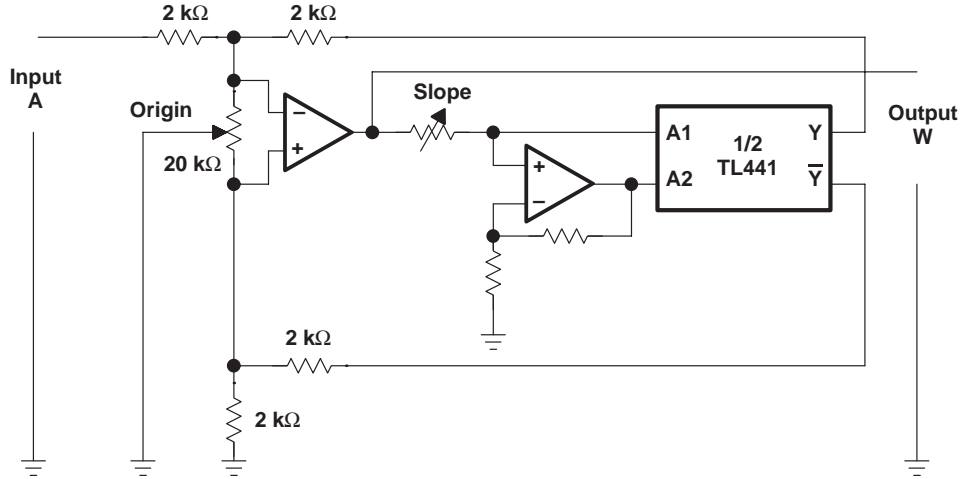 2 kΩ
2 kΩ
Input
A
Origin
20 kΩ
−
+
Slope
+
−
A1
A2
1/2
TL441
Y
Y̅
Output
W
2 kΩ
2 kΩ